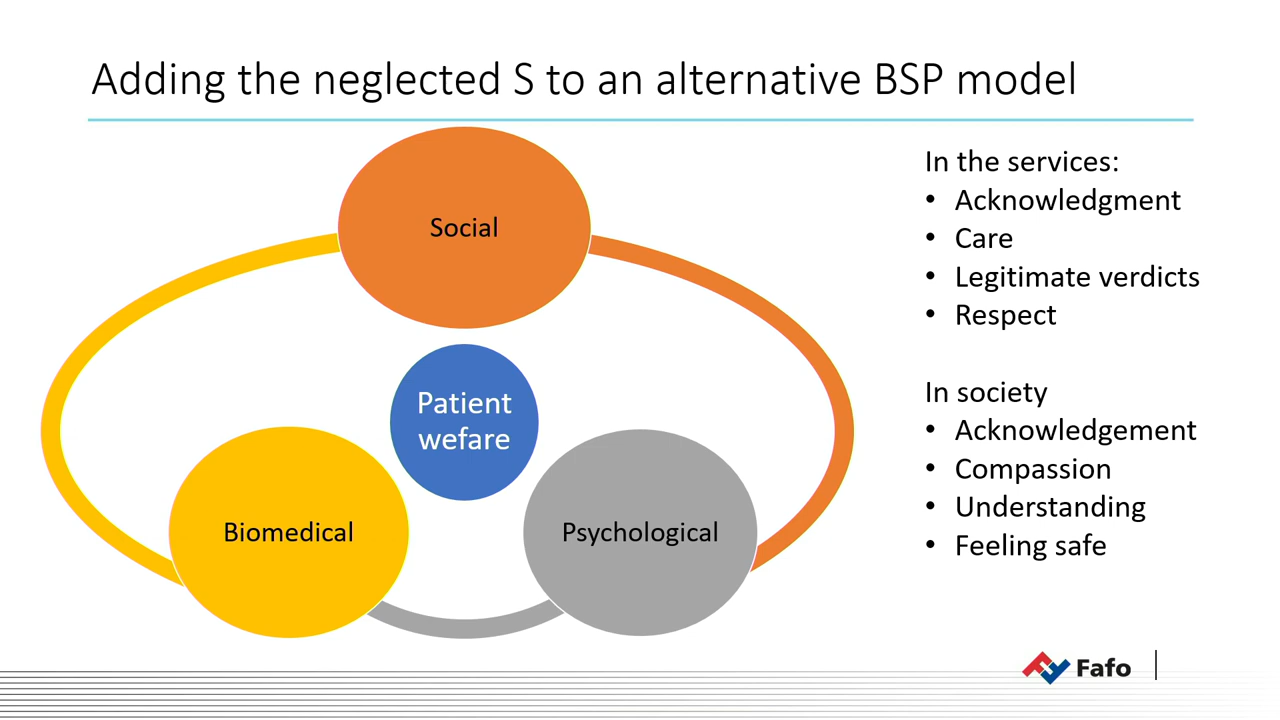 Adding the neglected S to an alternative BSP model
Social
Patient
wefare
Biomedical
Psychological
In the services:
• Acknowledgment
• Care
• Legitimate verdicts
• Respect
In society
• Acknowledgement
• Compassion
• Understanding
• Feeling safe
Fafo